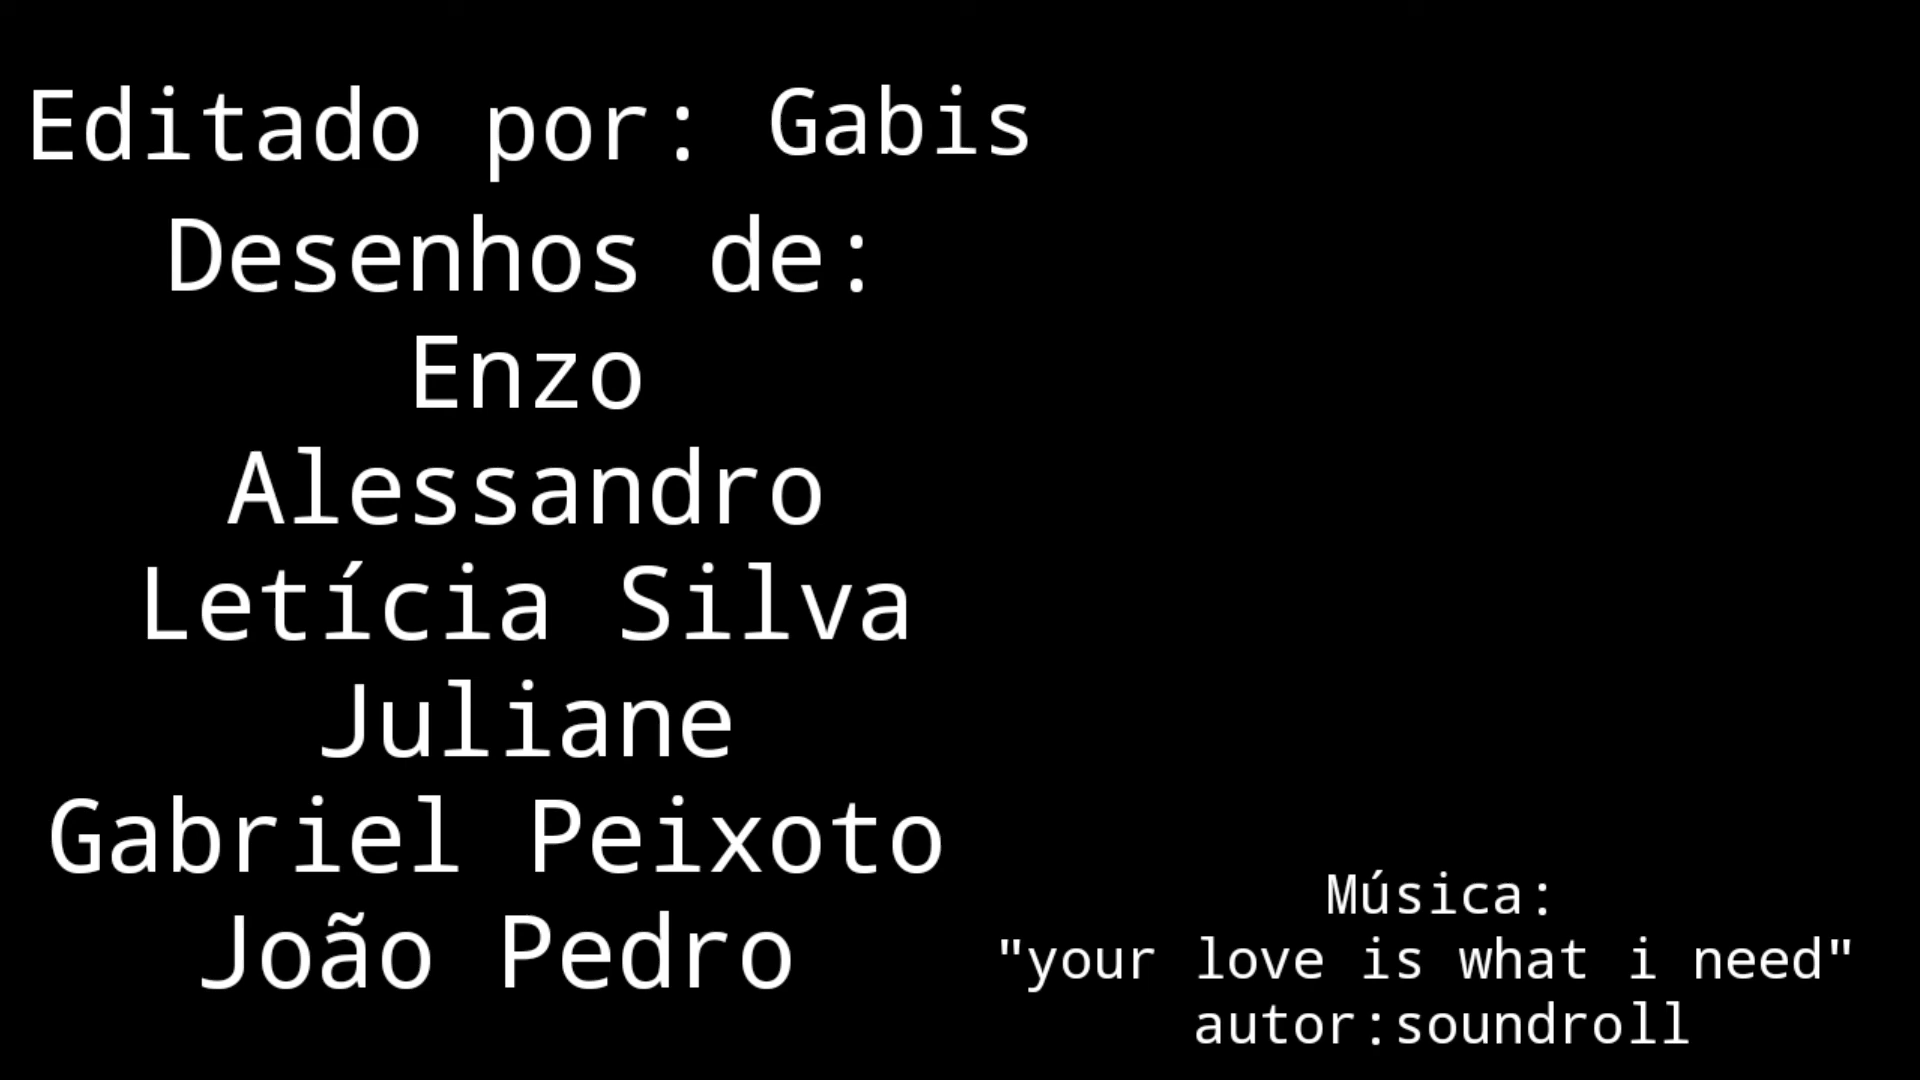 Editado por: Gabis
Desenhos de:
Enzo
Alessandro
Letícia Silva
Juliane
Gabriel Peixoto
João Pedro
Música:
"your love is what i need"
autor:soundroll